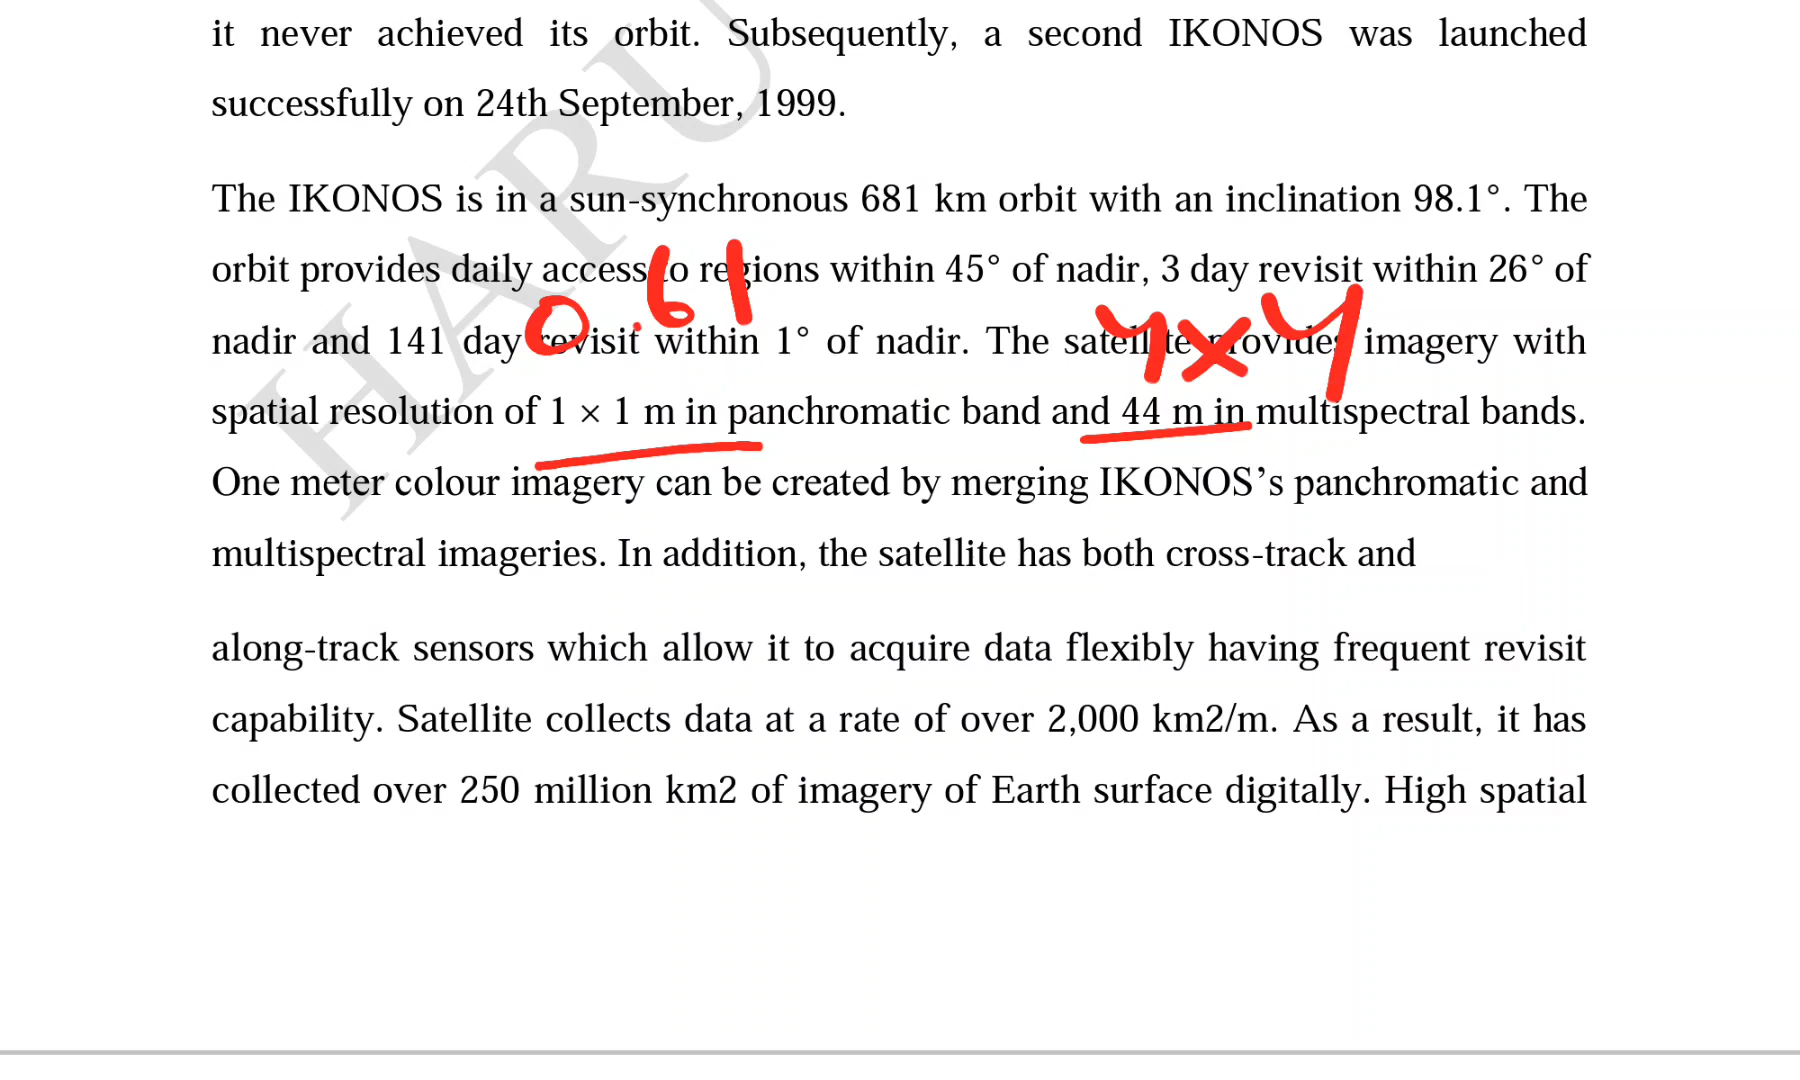 it never achieved its orbit. Subsequently, a second IKONOS was launched
successfully on 24th September, 1999.
The IKONOS is in a sun-synchronous 681 km orbit with an inclination 98.1°. The
orbit provides daily access to regions within 45° of nadir, 3 day revisit within 26° of
0.61
nadir and 141 day revisit within 1° of nadir. The satellite provides imagery with
4x4
spatial resolution of 1 × 1 m in panchromatic band and 44 m in multispectral bands.
One meter colour imagery can be created by merging IKONOS’s panchromatic and
multispectral imageries. In addition, the satellite has both cross-track and
along-track sensors which allow it to acquire data flexibly having frequent revisit
capability. Satellite collects data at a rate of over 2,000 km2/m. As a result, it has
collected over 250 million km2 of imagery of Earth surface digitally. High spatial
HARU